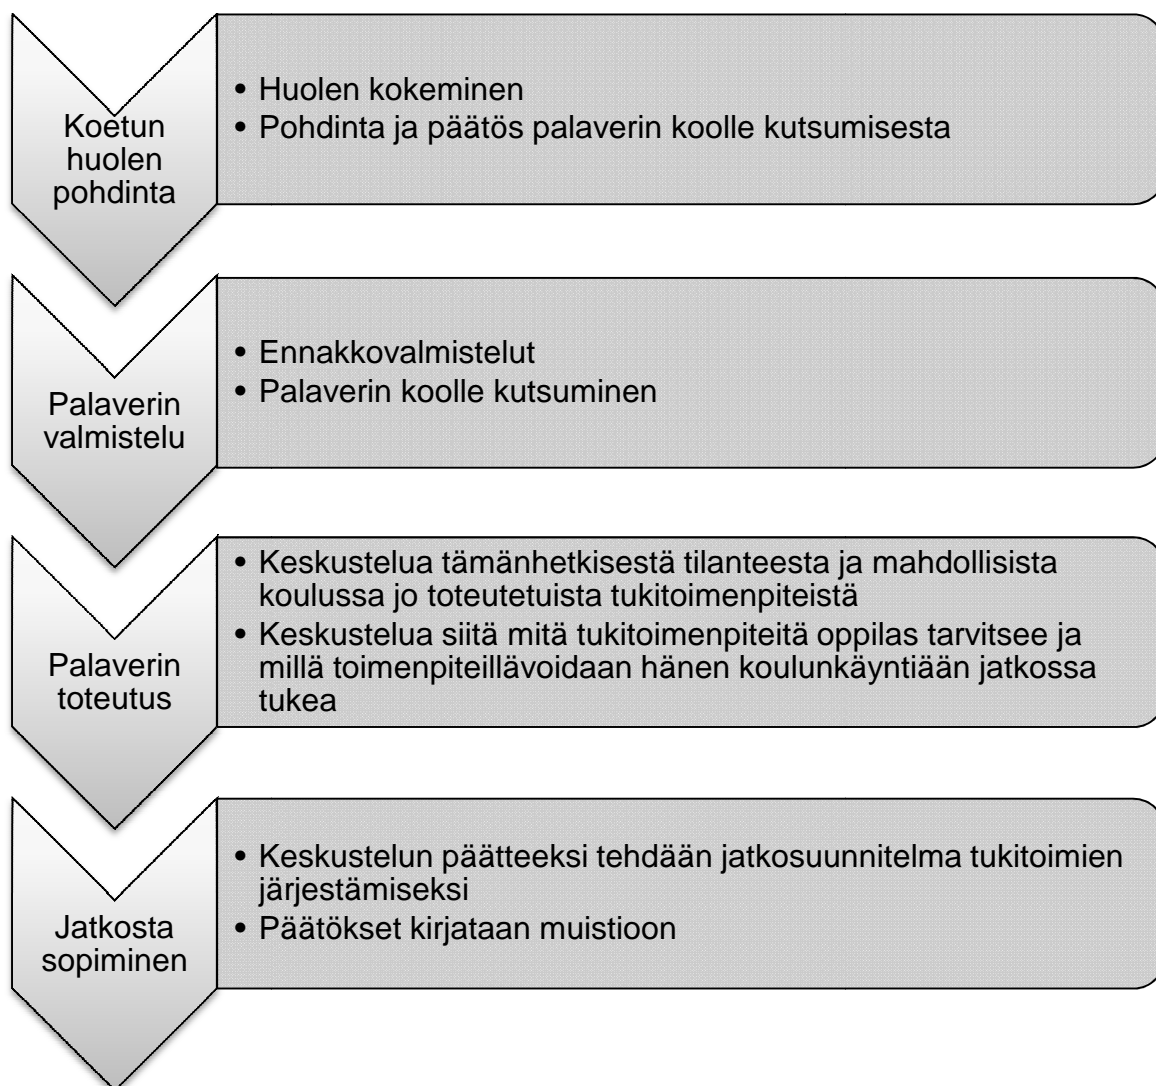 Koetun
huolen
pohdinta
• Huolen kokeminen
• Pohdinta ja päätös palaverin koolle kutsumisesta
Palaverin
valmistelu
• Ennakkovalmistelut
• Palaverin koolle kutsuminen
Palaverin
toteutus
• Keskustelua tämänhetkisestä tilanteesta ja mahdollisista
koulussa jo toteutetuista tukitoimenpiteistä
• Keskustelua siitä mitä tukitoimenpiteitä oppilas tarvitsee ja
millä toimenpiteillävoidaan hänen koulunkäyntiään jatkossa
tukea
Jatkosta
sopiminen
• Keskustelun päätteeksi tehdään jatkosuunnitelma tukitoimien
järjestämiseksi
• Päätökset kirjataan muistioon